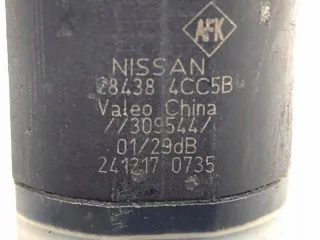 AFK
NISSAN
28438 4CC5B
Valeo China
//309544/
01/29dB
241217 0735